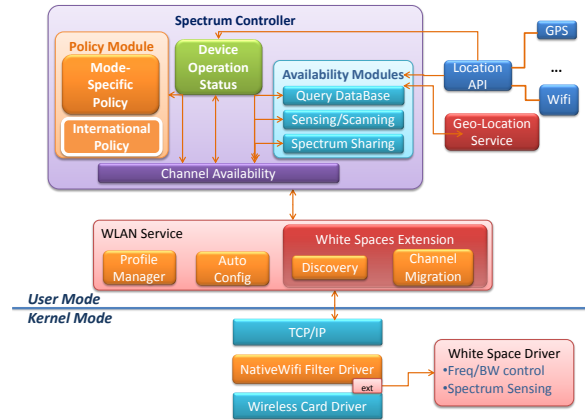 Spectrum Controller
Policy Module
Mode-
Specific
Policy
International
Policy
Device
Operation
Status
Availability Modules
Query DataBase
Sensing/Scanning
Spectrum Sharing
Channel Availability
Location
API
GPS
...
Wifi
Geo-Location
Service
WLAN Service
Profile
Manager
Auto
Config
White Spaces Extension
Discovery
Channel
Migration
User Mode
Kernel Mode
TCP/IP
NativeWifi Filter Driver
ext
Wireless Card Driver
White Space Driver
•Freq/BW control
•Spectrum Sensing